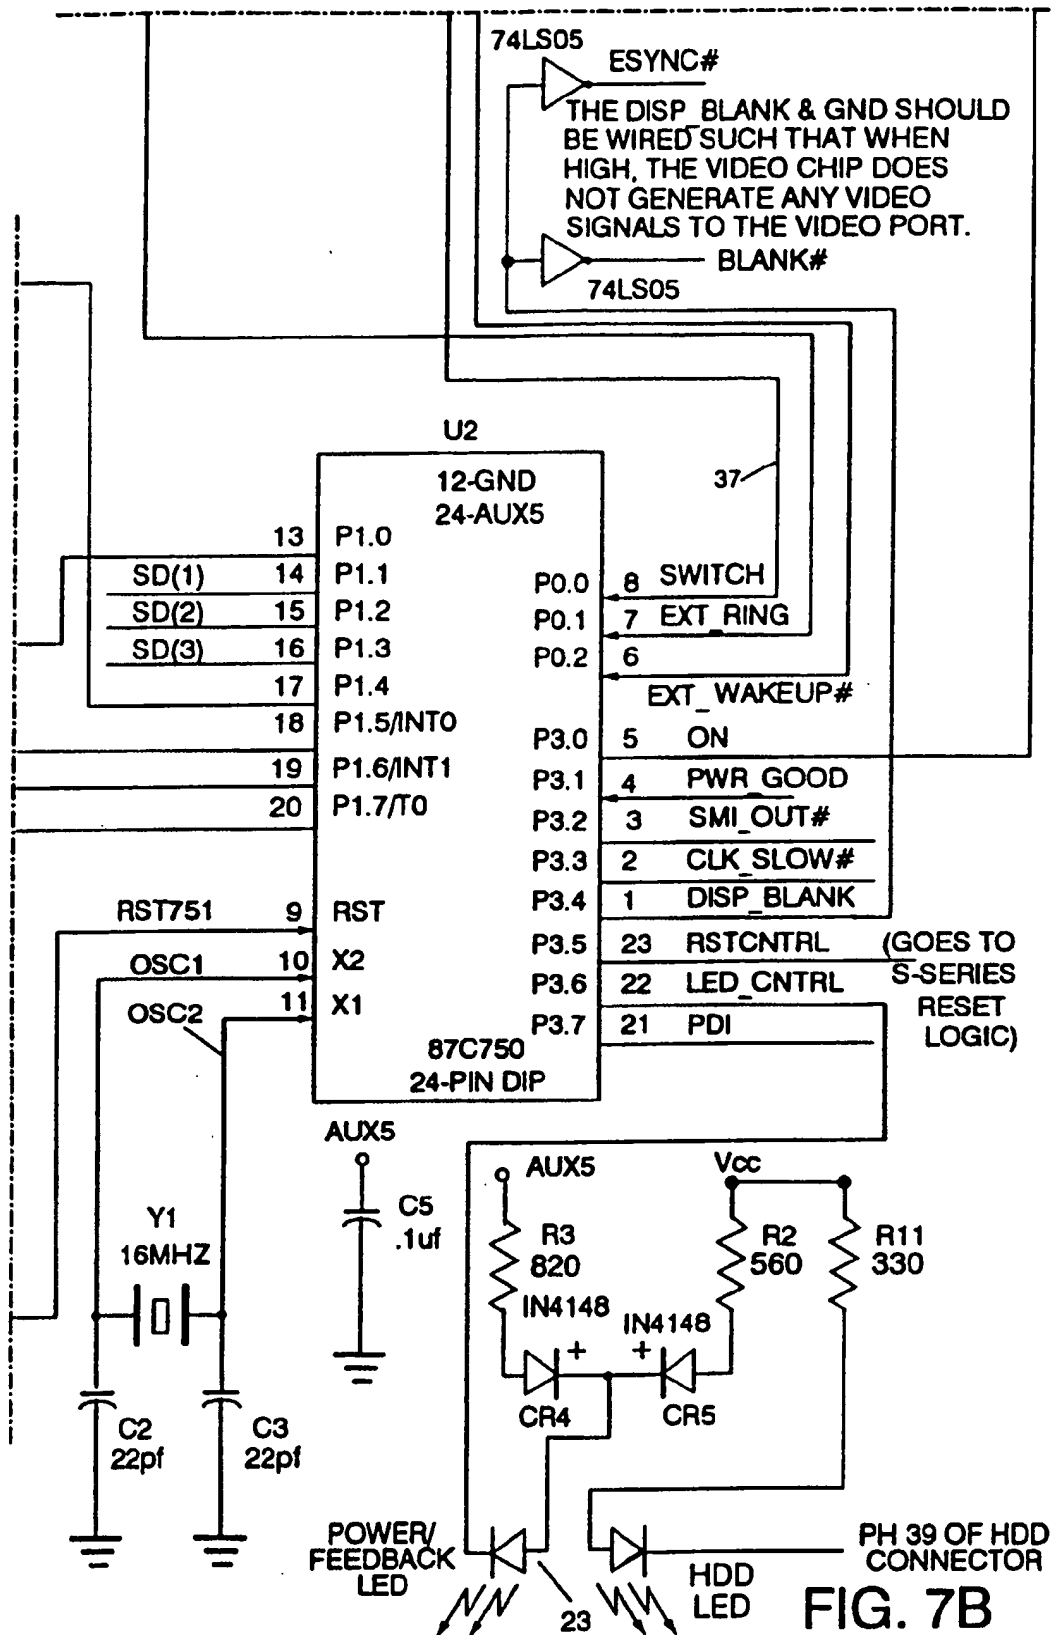 74LS05
ESYNC#
THE DISP_BLANK & GND SHOULD
BE WIRED SUCH THAT WHEN
HIGH, THE VIDEO CHIP DOES
NOT GENERATE ANY VIDEO
SIGNALS TO THE VIDEO PORT.
BLANK#
74LS05
U2
12-GND
24-AUX5
37
13 P1.0
SD(1) 14 P1.1
SD(2) 15 P1.2
SD(3) 16 P1.3
17 P1.4
18 P1.5/INT0
19 P1.6/INT1
20 P1.7/T0
RST751 9 RST
OSC1 10 X2
OSC2 11 X1
P0.0 8 SWITCH
P0.1 7 EXT_RING
P0.2 6
EXT_WAKEUP#
P3.0 5 ON
P3.1 4 PWR_GOOD
P3.2 3 SMI_OUT#
P3.3 2 CLK_SLOW#
P3.4 1 DISP_BLANK
P3.5 23 RSTCNTRL
P3.6 22 LED_CNTRL
P3.7 21 PDI
(GOES TO
S-SERIES
RESET
LOGIC)
87C750
24-PIN DIP
AUX5
C5
.1uf
Y1
16MHZ
C2
22pf
C3
22pf
AUX5
R3
820
IN4148
CR4
+
Vcc
R2
560
R11
330
IN4148
+
CR5
POWER/
FEEDBACK
LED
23
HDD
LED
PH 39 OF HDD
CONNECTOR
FIG. 7B